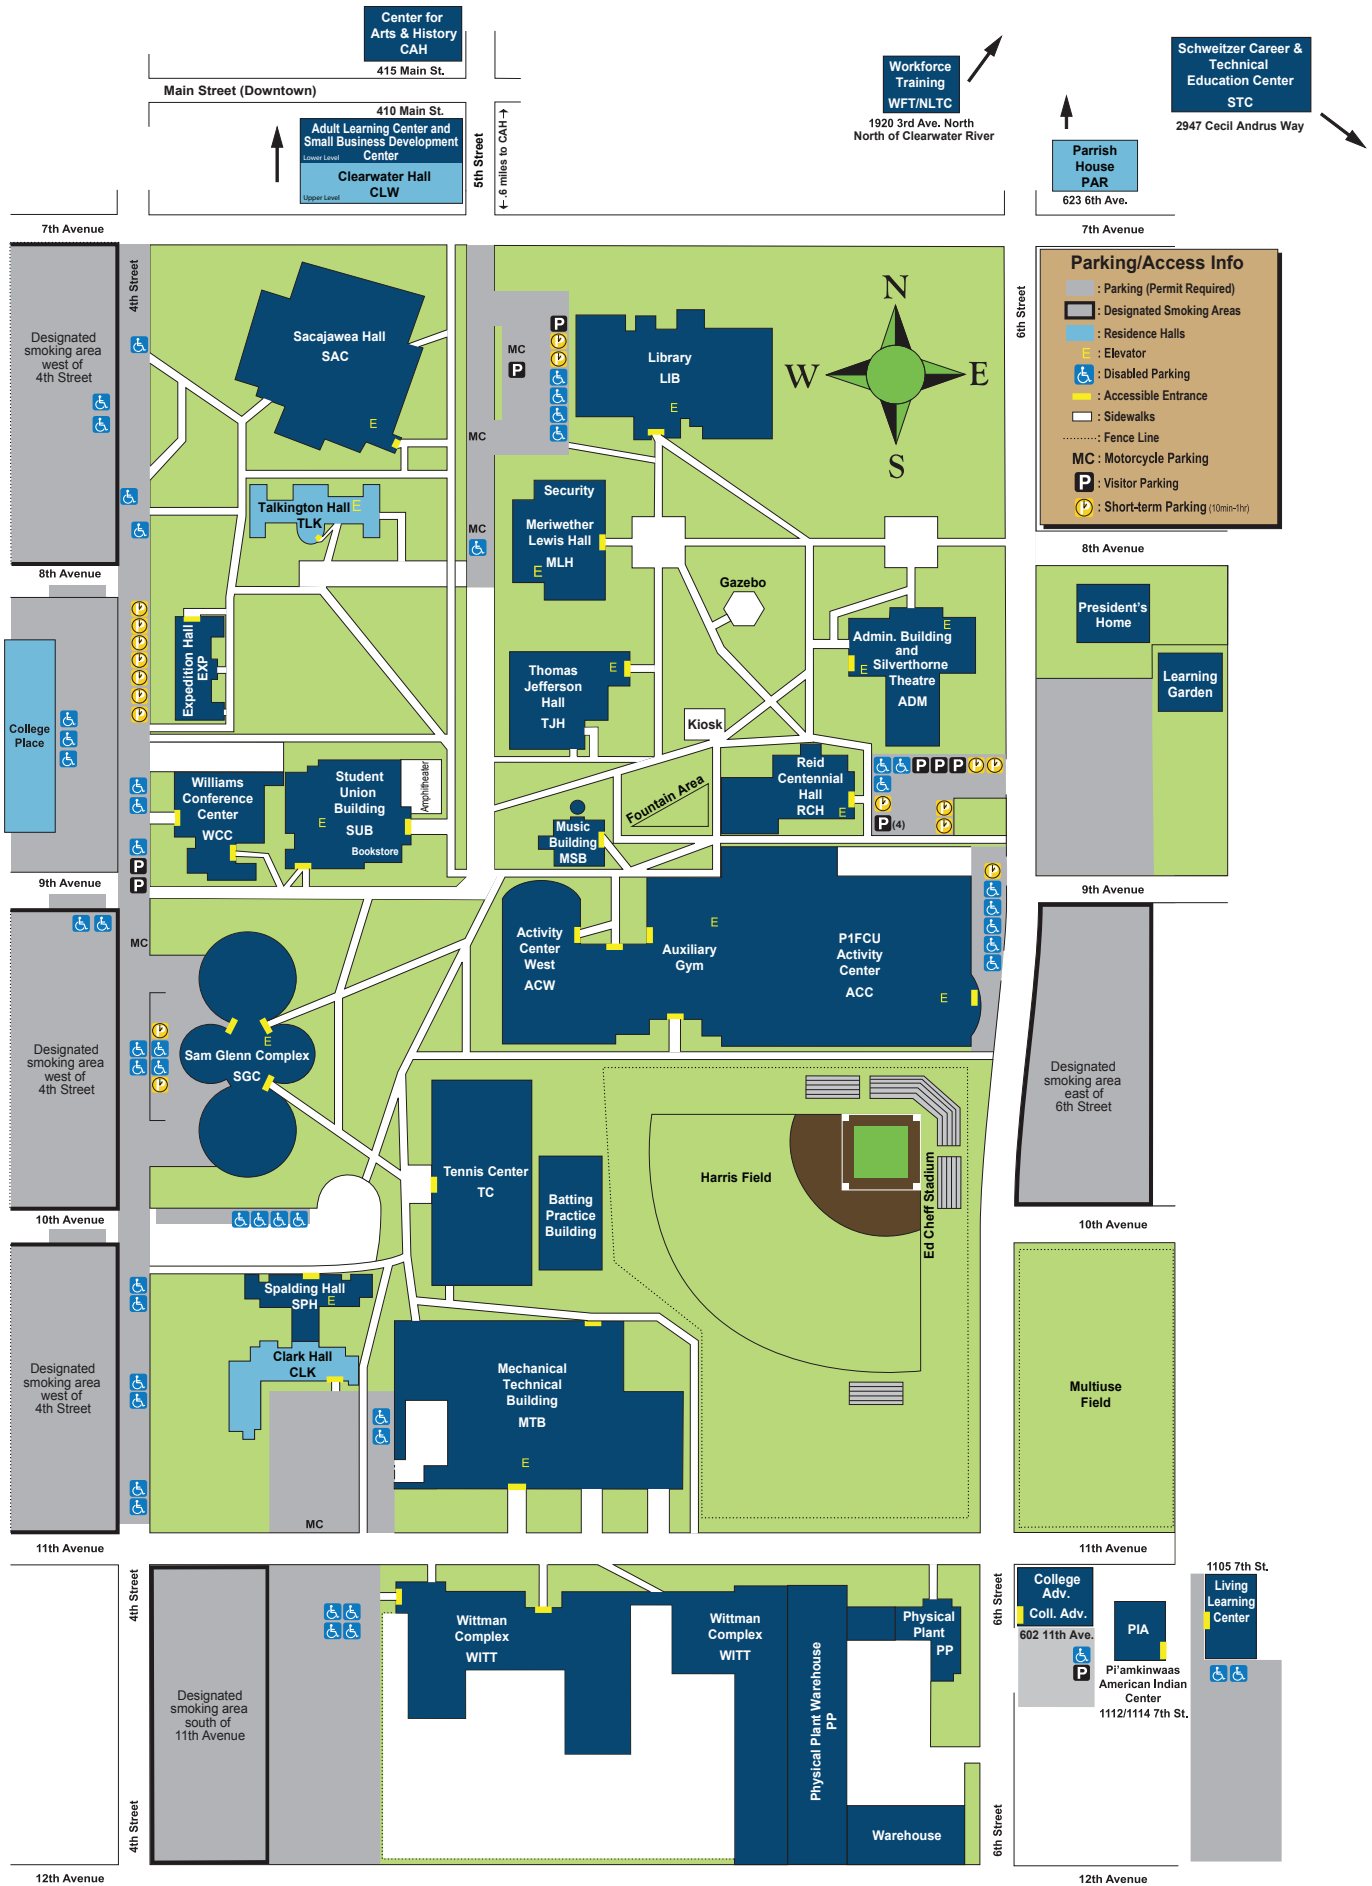 Center for
Arts & History
CAH
415 Main St.
Main Street (Downtown)
410 Main St.
Adult Learning Center and
Small Business Development
Center
Lower Level
Clearwater Hall
CLW
Upper Level
5th Street
.6 miles to CAH
Workforce
Training
WFT/NLTC
1920 3rd Ave. North
North of Clearwater River
Schweitzer Career &
Technical
Education Center
STC
2947 Cecil Andrus Way
Parrish
House
PAR
623 6th Ave.
7th Avenue
7th Avenue
4th Street
6th Street
Parking/Access Info
: Parking (Permit Required)
: Designated Smoking Areas
: Residence Halls
E : Elevator
: Disabled Parking
: Accessible Entrance
: Sidewalks
: Fence Line
MC : Motorcycle Parking
P : Visitor Parking
: Short-term Parking (10min-1hr)
N
W
E
S
Designated
smoking area
west of
4th Street
Sacajawea Hall
SAC
E
MC
P
P
MC
Library
LIB
E
Talkington Hall
TLK
E
MC
Security
Meriwether
Lewis Hall
MLH
E
8th Avenue
8th Avenue
Gazebo
President's
Home
Learning
Garden
Expedition Hall
EXP
College
Place
Thomas
Jefferson
Hall
TJH
E
Admin. Building
and
Silverthorne
Theatre
ADM
E
E
Kiosk
Williams
Conference
Center
WCC
Student
Union
Building
SUB
E
Bookstore
Amphitheater
Fountain Area
Reid
Centennial
Hall
RCH
E
P P P
P (4)
Music
Building
MSB
P
P
9th Avenue
9th Avenue
MC
Activity
Center
West
ACW
Auxiliary
Gym
E
P1FCU
Activity
Center
ACC
E
Designated
smoking area
west of
4th Street
Sam Glenn Complex
SGC
E
Designated
smoking area
east of
6th Street
Tennis Center
TC
Batting
Practice
Building
Harris Field
Ed Cheff Stadium
10th Avenue
10th Avenue
Spalding Hall
SPH
E
Clark Hall
CLK
Designated
smoking area
west of
4th Street
Mechanical
Technical
Building
MTB
E
Multiuse
Field
MC
11th Avenue
11th Avenue
4th Street
6th Street
Wittman
Complex
WITT
Wittman
Complex
WITT
Physical
Plant
PP
Physical Plant Warehouse
PP
Warehouse
College
Adv.
Coll. Adv.
602 11th Ave.
P
PIA
Pi'amkinwaas
American Indian
Center
1112/1114 7th St.
1105 7th St.
Living
Learning
Center
Designated
smoking area
south of
11th Avenue
4th Street
6th Street
12th Avenue
12th Avenue